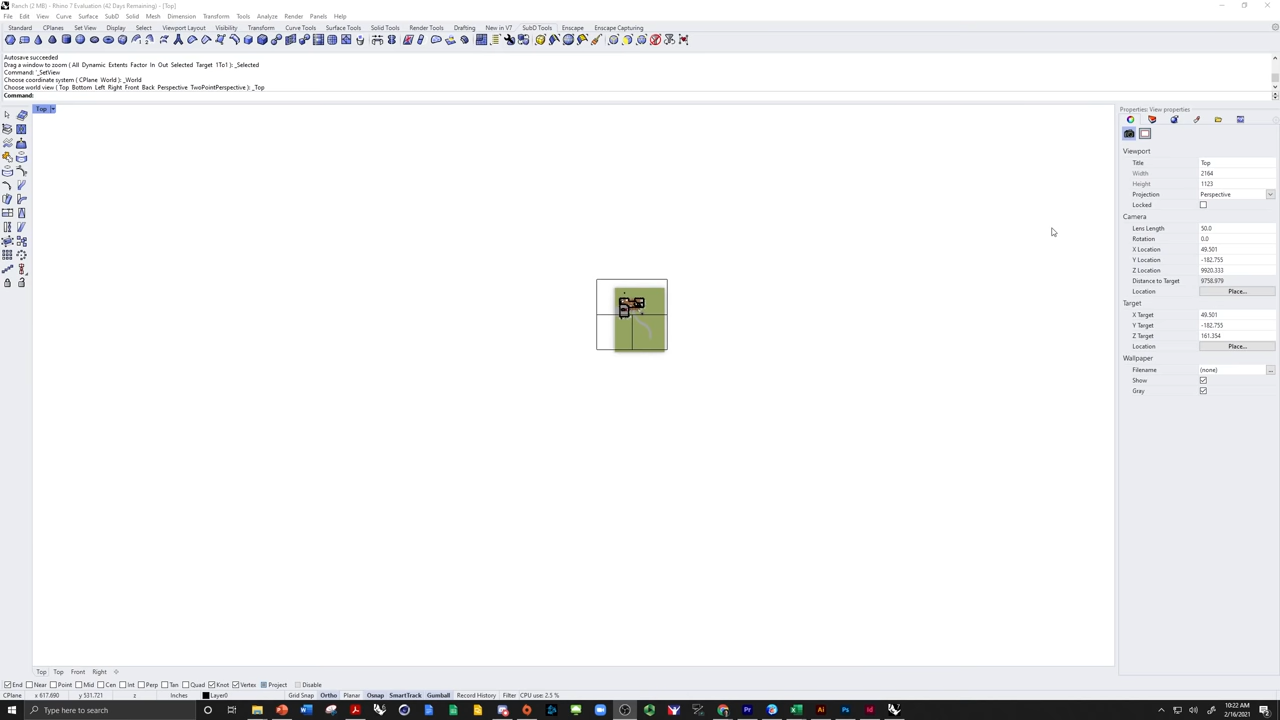 Ranch (2 MB) - Rhino 7 Evaluation (42 Days Remaining) - [Top]
File Edit View Curve Surface SubD Solid Mesh Dimension Transform Tools Analyze Render Panels Help
Standard CPlanes Set View Display Select Viewport Layout Visibility Transform Curve Tools Surface Tools Solid Tools Mesh Tools Render Tools Drafting New in V7 SubD Tools Enscape Enscape Capturing
Autosave succeeded
Drag a window to zoom ( All Dynamic Extents Factor In Out Selected Target 1To1 ): _Selected
Command: '_SetView
Choose coordinate system ( CPlane World ): _World
Choose world view ( Top Bottom Left Right Front Back Perspective TwoPointPerspective ): _Top
Command:
Top
Properties: View properties
Viewport
Title Top
Width 2164
Height 1123
Projection Perspective
Locked
Camera
Lens Length 50.0
Rotation 0.0
X Location 49.501
Y Location -182.755
Z Location 9920.333
Distance to Target 9758.979
Location Place...
Target
X Target 49.501
Y Target -182.755
Z Target 161.354
Location Place...
Wallpaper
Filename (none) ...
Show
Gray
Top Top Front Right
End Near Point Mid Cen Int Perp Tan Quad Knot Vertex Project Disable
CPlane x 617.690 y 531.721 z Inches Layer0 Grid Snap Ortho Planar Osnap SmartTrack Gumball Record History Filter CPU use: 2.5 %
Type here to search
10:22 AM
2/16/2021